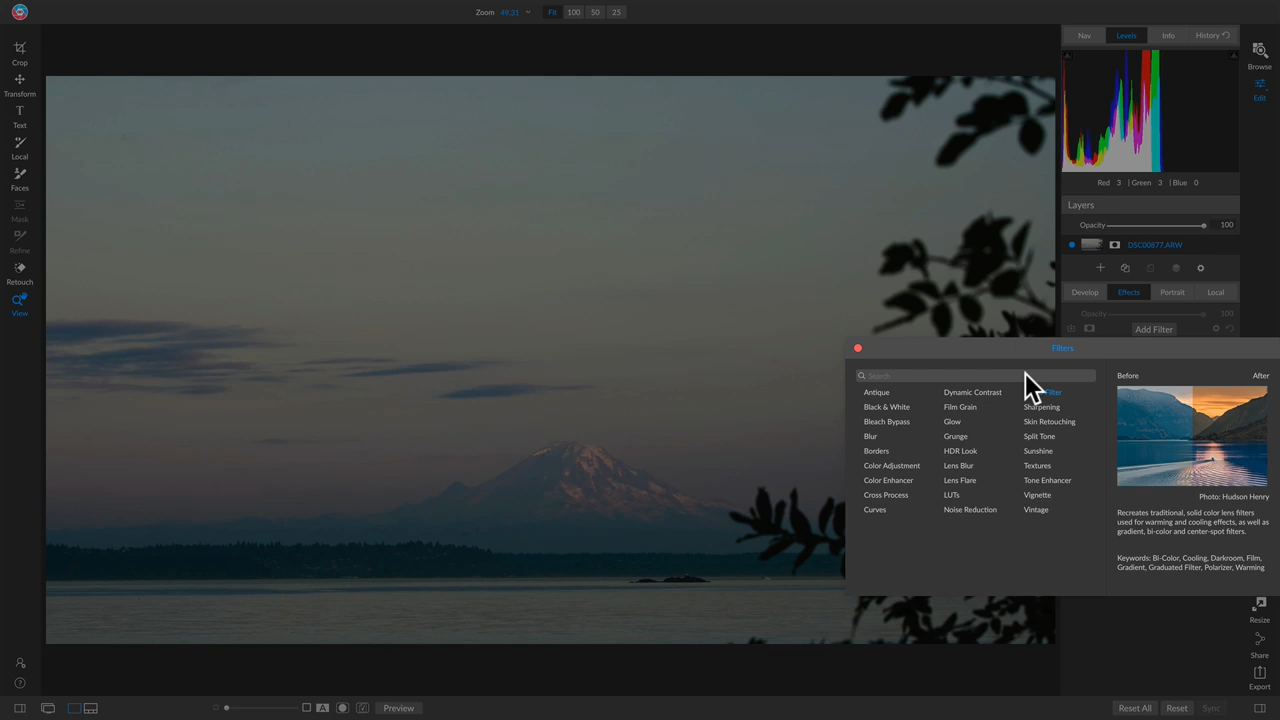 Zoom 49.31 Fit 100 50 25
Crop
Transform
T
Text
Local
Faces
Mask
Refine
Retouch
View
Nav Levels Info History
Red 3 | Green 3 | Blue 0
Layers
Opacity 100
DSC00877.ARW
Develop Effects Portrait Local
Opacity 100
Add Filter
Browse
Edit
Filters
Search
Antique Dynamic Contrast Filter
Black & White Film Grain Sharpening
Bleach Bypass Glow Skin Retouching
Blur Grunge Split Tone
Borders HDR Look Sunshine
Color Adjustment Lens Blur Textures
Color Enhancer Lens Flare Tone Enhancer
Cross Process LUTs Vignette
Curves Noise Reduction Vintage
Before After
Photo: Hudson Henry
Recreates traditional, solid color lens filters
used for warming and cooling effects, as well as
gradient, bi-color and center-spot filters.
Keywords: Bi-Color, Cooling, Darkroom, Film,
Gradient, Graduated Filter, Polarizer, Warming
Resize
Share
Export
A Preview
Reset All Reset Sync